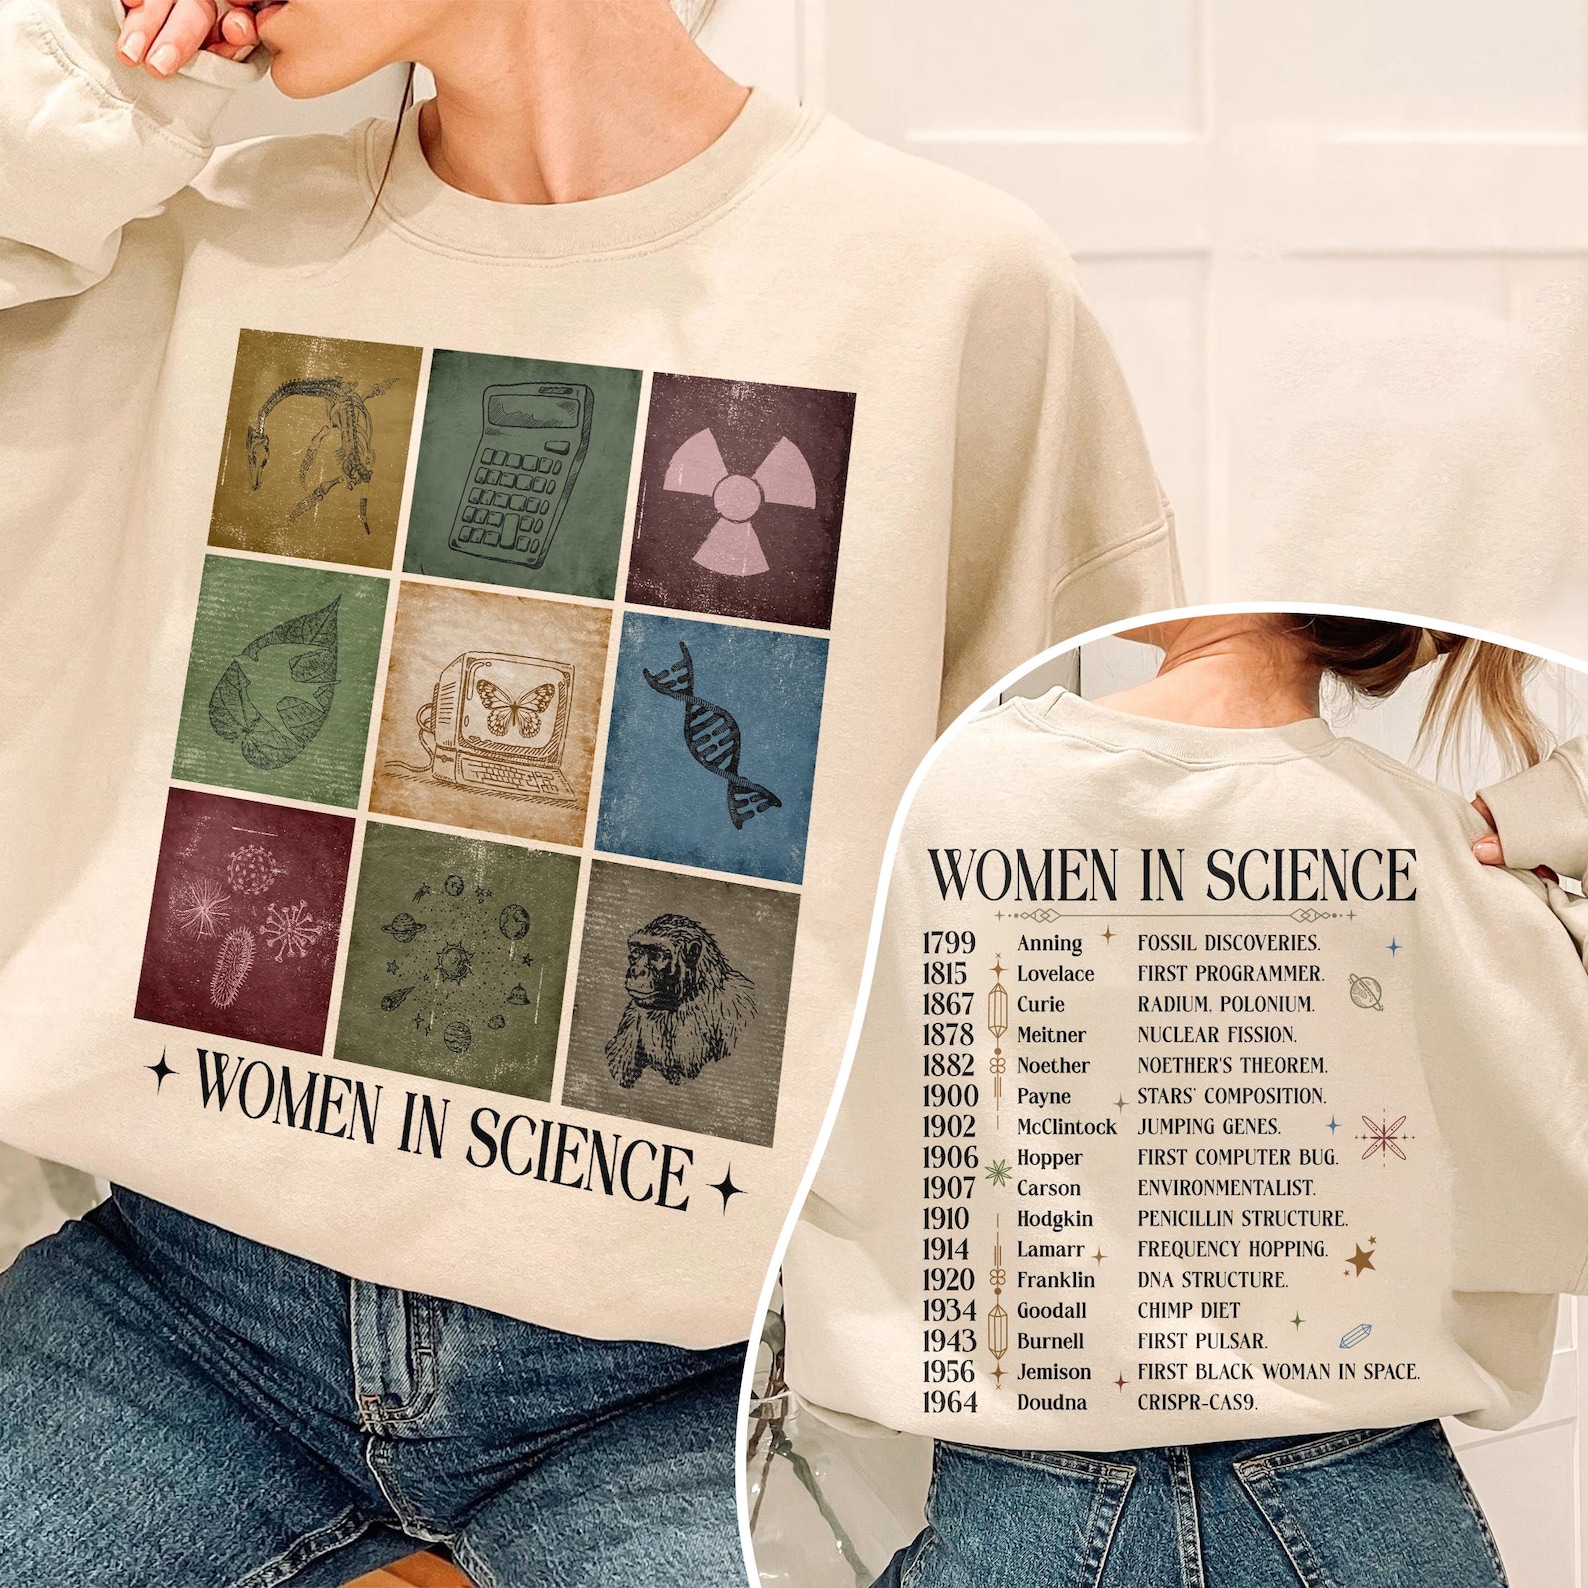 WOMEN IN SCIENCE
WOMEN IN SCIENCE
1799 Anning FOSSIL DISCOVERIES.
1815 Lovelace FIRST PROGRAMMER.
1867 Curie RADIUM, POLONIUM.
1878 Meitner NUCLEAR FISSION.
1882 Noether NOETHER'S THEOREM.
1900 Payne STARS' COMPOSITION.
1902 McClintock JUMPING GENES.
1906 Hopper FIRST COMPUTER BUG.
1907 Carson ENVIRONMENTALIST.
1910 Hodgkin PENICILLIN STRUCTURE.
1914 Lamarr FREQUENCY HOPPING.
1920 Franklin DNA STRUCTURE.
1934 Goodall CHIMP DIET
1943 Burnell FIRST PULSAR.
1956 Jemison FIRST BLACK WOMAN IN SPACE.
1964 Doudna CRISPR-CAS9.